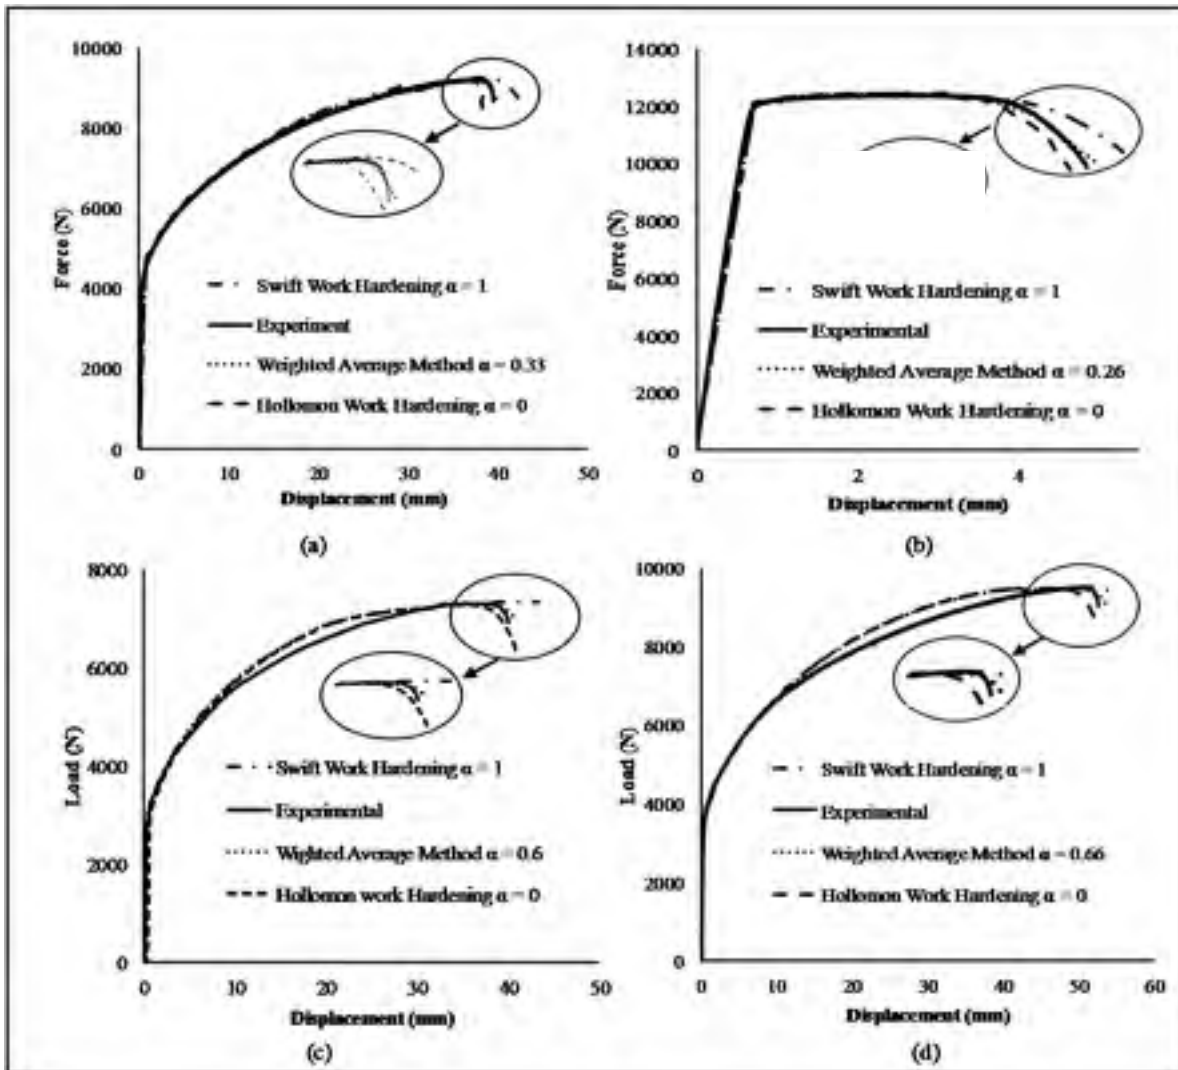 10000
8000
6000
4000
2000
0
Force (N)
Swift Work Hardening α = 1
Experiment
Weighted Average Method α = 0.33
Hollomon Work Hardening α = 0
0 10 20 30 40 50
Displacement (mm)
(a)
14000
12000
10000
8000
6000
4000
2000
0
Force (N)
Swift Work Hardening α = 1
Experimental
Weighted Average Method α = 0.26
Hollomon Work Hardening α = 0
0 2 4
Displacement (mm)
(b)
8000
6000
4000
2000
0
Load (N)
Swift Work Hardening α = 1
Experimental
Wighted Average Method α = 0.6
Hollomon work Hardening α = 0
0 10 20 30 40 50
Displacement (mm)
(c)
10000
8000
6000
4000
2000
0
Load (N)
Swift Work Hardening α = 1
Experimental
Weighted Average Method α = 0.66
Hollomon Work Hardening α = 0
0 10 20 30 40 50 60
Displacement (mm)
(d)